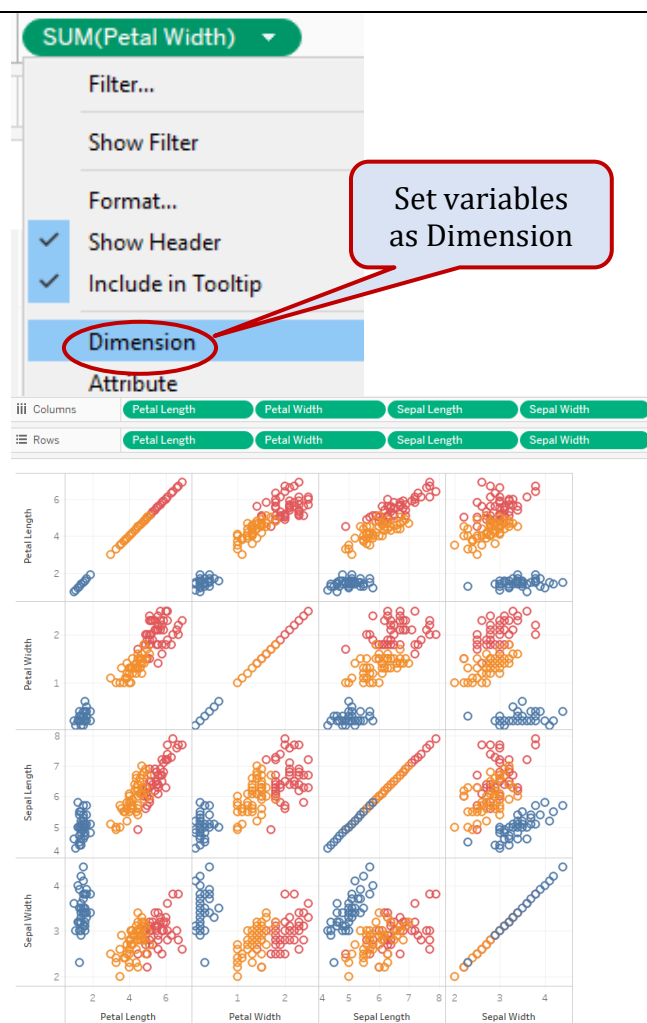 SUM(Petal Width)
Filter...
Show Filter
Format...
Show Header
Include in Tooltip
Dimension
Attribute
Set variables
as Dimension
Columns Petal Length Petal Width Sepal Length Sepal Width
Rows Petal Length Petal Width Sepal Length Sepal Width
Petal Length
6
4
2
Petal Width
2
1
Sepal Length
8
7
6
5
4
Sepal Width
4
3
2
2 4 6 1 2 4 5 6 7 8 2 3 4
Petal Length Petal Width Sepal Length Sepal Width